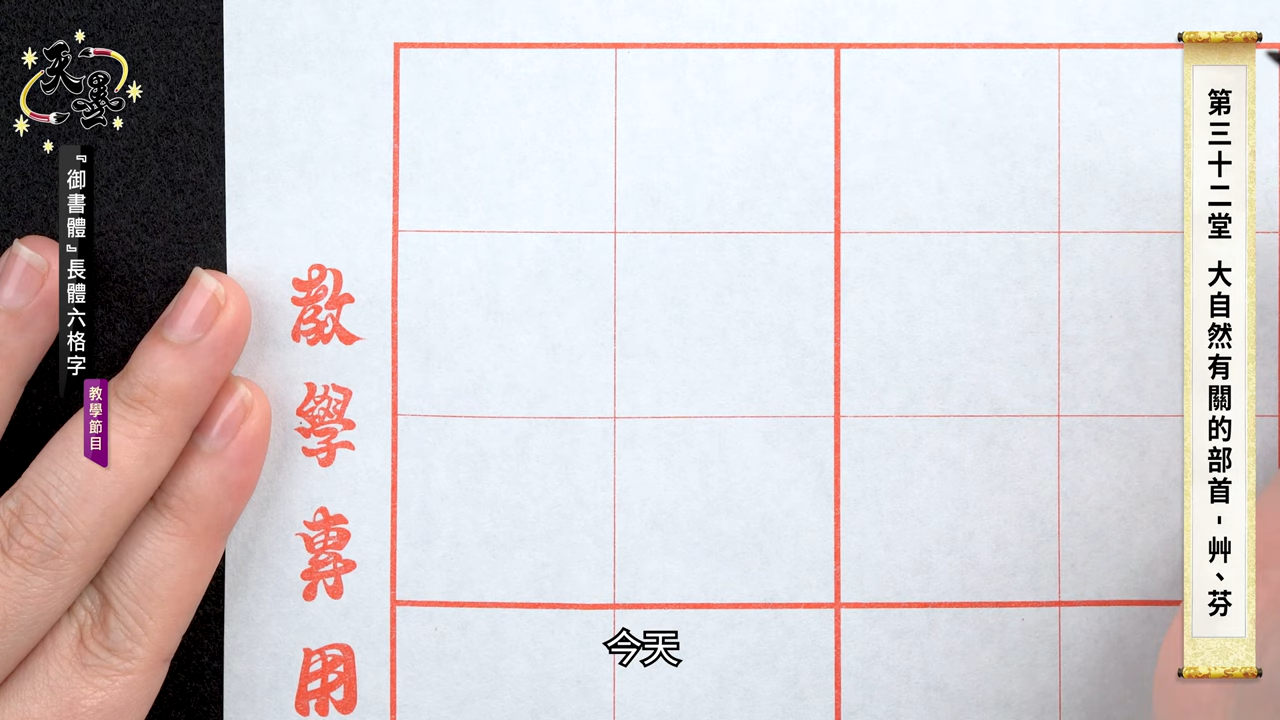 天墨
『御書體』長體六格字
教學節目
教學專用
今天
第三十二堂 大自然有關的部首-艸、芬